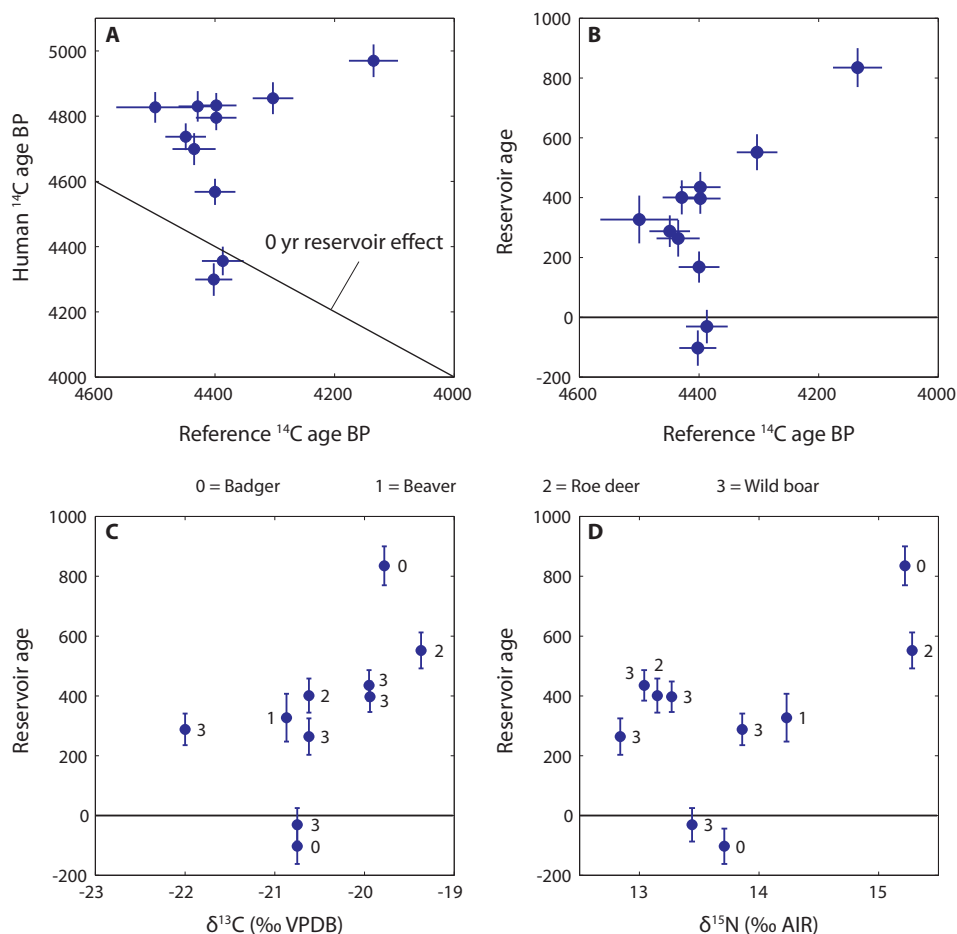 A
Human ¹⁴C age BP
5000
4800
4600
4400
4200
4000
0 yr reservoir effect
4600 4400 4200 4000
Reference ¹⁴C age BP
B
Reservoir age
1000
800
600
400
200
0
-200
4600 4400 4200 4000
Reference ¹⁴C age BP
0 = Badger 1 = Beaver 2 = Roe deer 3 = Wild boar
C
Reservoir age
1000
800
600
400
200
0
-200
0
2
3
3
2
1
3
3
3
0
-23 -22 -21 -20 -19
δ¹³C (‰ VPDB)
D
Reservoir age
1000
800
600
400
200
0
-200
0
2
3 2
3
3
3
1
3
0
13 14 15
δ¹⁵N (‰ AIR)